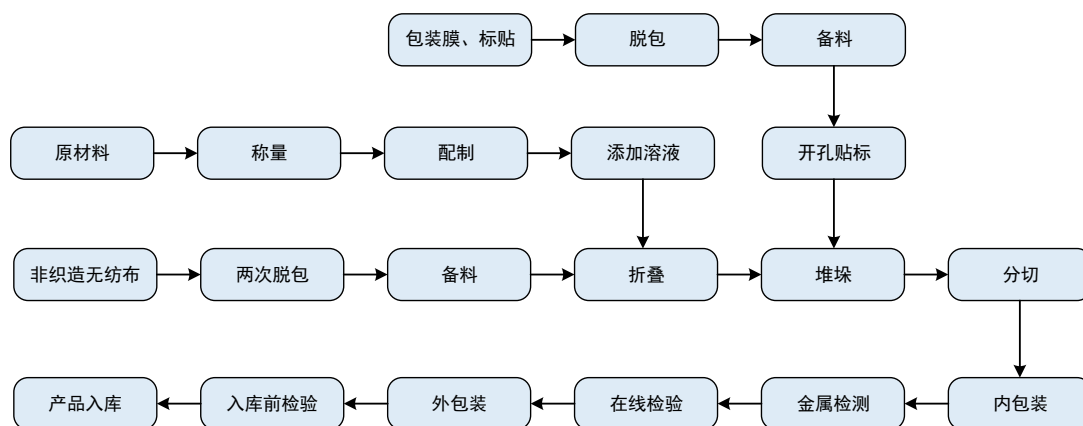 包装膜、标贴
脱包
备料
原材料
称量
配制
添加溶液
开孔贴标
非织造无纺布
两次脱包
备料
折叠
堆垛
分切
产品入库
入库前检验
外包装
在线检验
金属检测
内包装